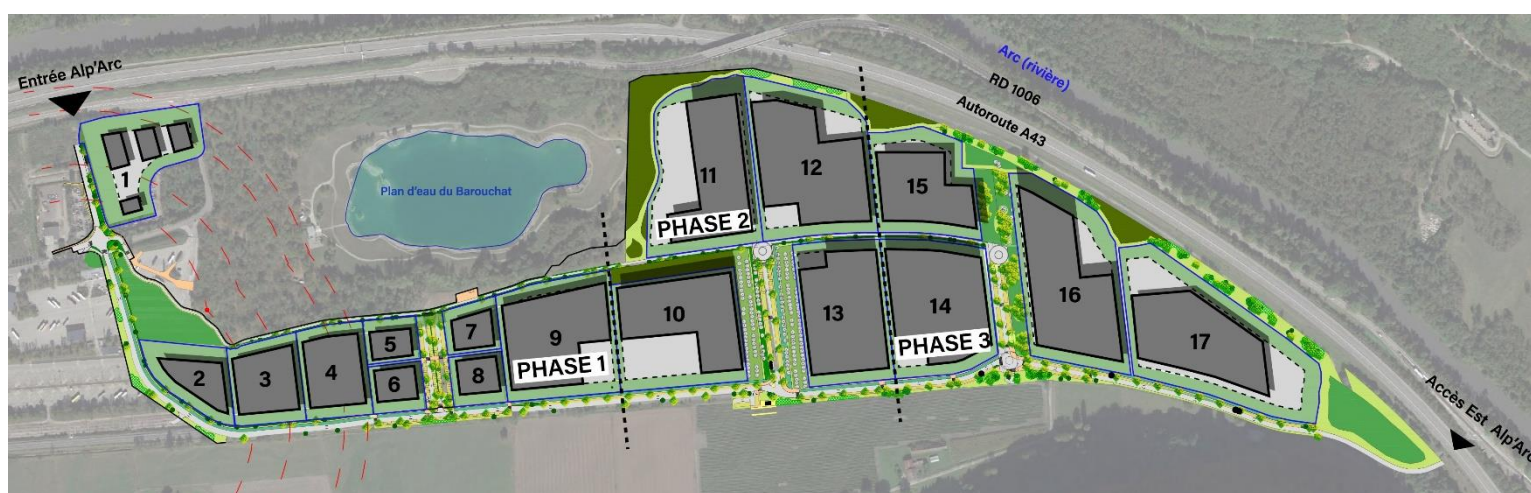 Entrée Alp'Arc
Arc (rivière)
RD 1006
Autoroute A43
1
Plan d'eau du Barouchat
11
12
15
PHASE 2
16
2
3
4
5
6
7
8
9
PHASE 1
10
13
14
PHASE 3
17
Accès Est Alp'Arc